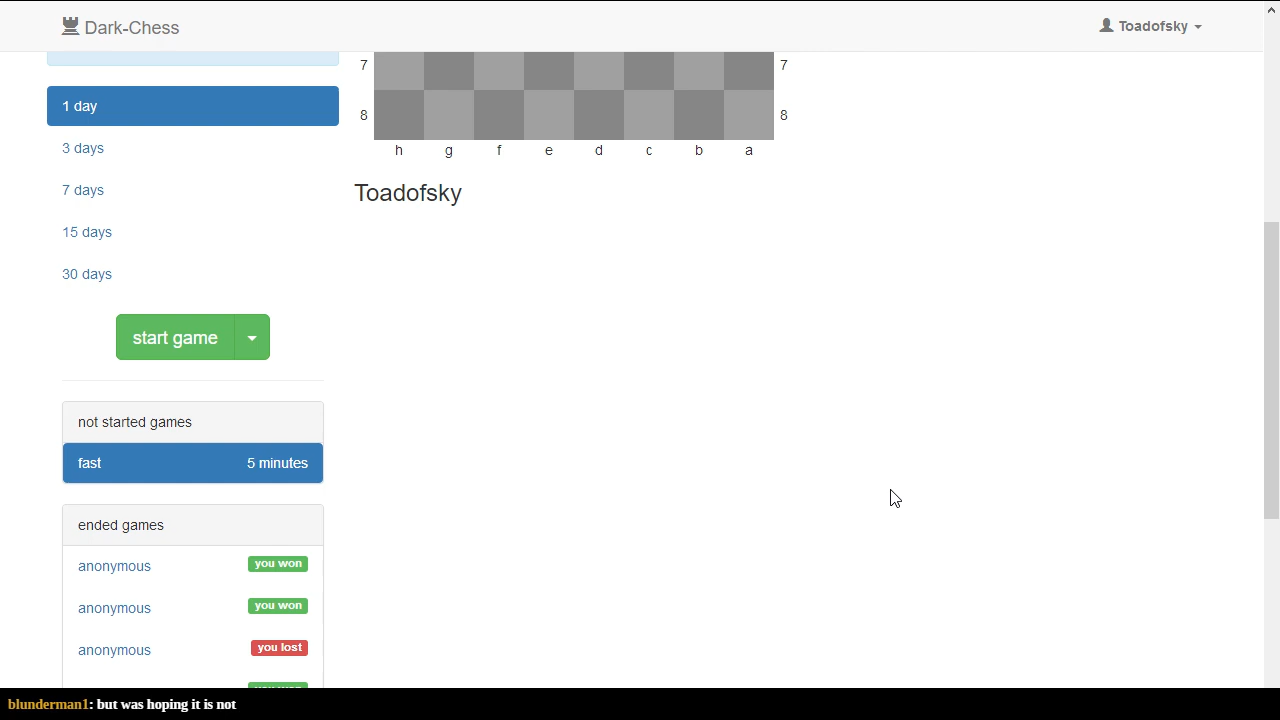 Dark-Chess
Toadofsky
7 7
1 day
8 8
3 days
h g f e d c b a
7 days
Toadofsky
15 days
30 days
start game
not started games
fast 5 minutes
ended games
anonymous you won
anonymous you won
anonymous you lost
blunderman1: but was hoping it is not